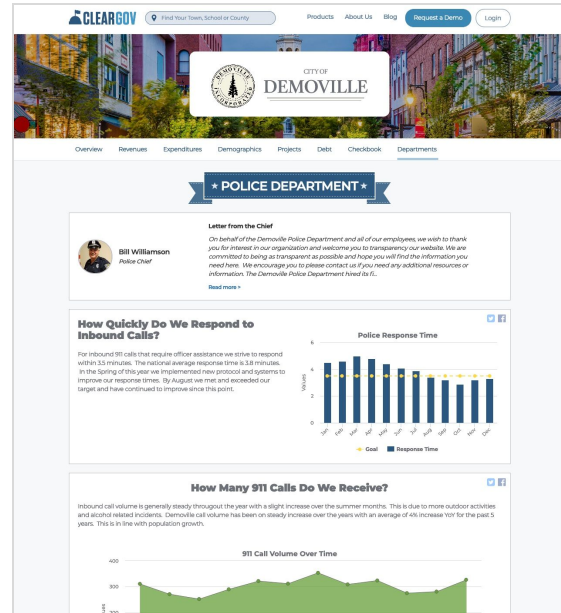 CLEARGOV
Find Your Town, School or County
Products About Us Blog Request a Demo Login
DEMOVILLE
INCORPORATED
CITY OF
DEMOVILLE
Overview Revenues Expenditures Demographics Projects Debt Checkbook Departments
POLICE DEPARTMENT
Letter from the Chief
On behalf of the Demoville Police Department and all of our employees, we wish to thank
you for interest in our organization and welcome you to transparency our website. We are
committed to being as transparent as possible and hope you will find the information you
need here. We encourage you to please contact us if you need any additional resources or
information. The Demoville Police Department hired its fi...
Read more >
Bill Williamson
Police Chief
How Quickly Do We Respond to
Inbound Calls?
For inbound 911 calls that require officer assistance we strive to respond
within 3.5 minutes. The national average response time is 3.8 minutes.
In the Spring of this year we implemented new protocol and systems to
improve our response times. By August we met and exceeded our
target and have continued to improve since this point.
Police Response Time
6
4
2
0
Values
Jan Feb Mar Apr May Jun Jul Aug Sep Oct Nov Dec
Goal Response Time
How Many 911 Calls Do We Receive?
Inbound call volume is generally steady througout the year with a slight increase over the summer months. This is due to more outdoor activities
and alcohol related incidents. Demoville call volume has been on steady increase over the years with an average of 4% increase YoY for the past 5
years. This is in line with population growth.
911 Call Volume Over Time
400
300